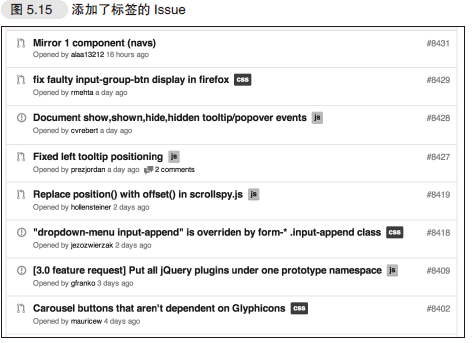 图 5.15 添加了标签的 Issue
Mirror 1 component (navs) #8431
Opened by alaa13212 16 hours ago
fix faulty input-group-btn display in firefox css #8429
Opened by rmehta a day ago
Document show,shown,hide,hidden tooltip/popover events js #8428
Opened by cvrebert a day ago
Fixed left tooltip positioning js #8427
Opened by prezjordan a day ago 2 comments
Replace position() with offset() in scrollspy.js js #8419
Opened by hollensteiner 2 days ago
"dropdown-menu input-append" is overriden by form-* .input-append class css #8418
Opened by jezozwierzak 2 days ago
[3.0 feature request] Put all jQuery plugins under one prototype namespace js #8409
Opened by gfranko 3 days ago
Carousel buttons that aren't dependent on Glyphicons css #8402
Opened by mauricew 4 days ago